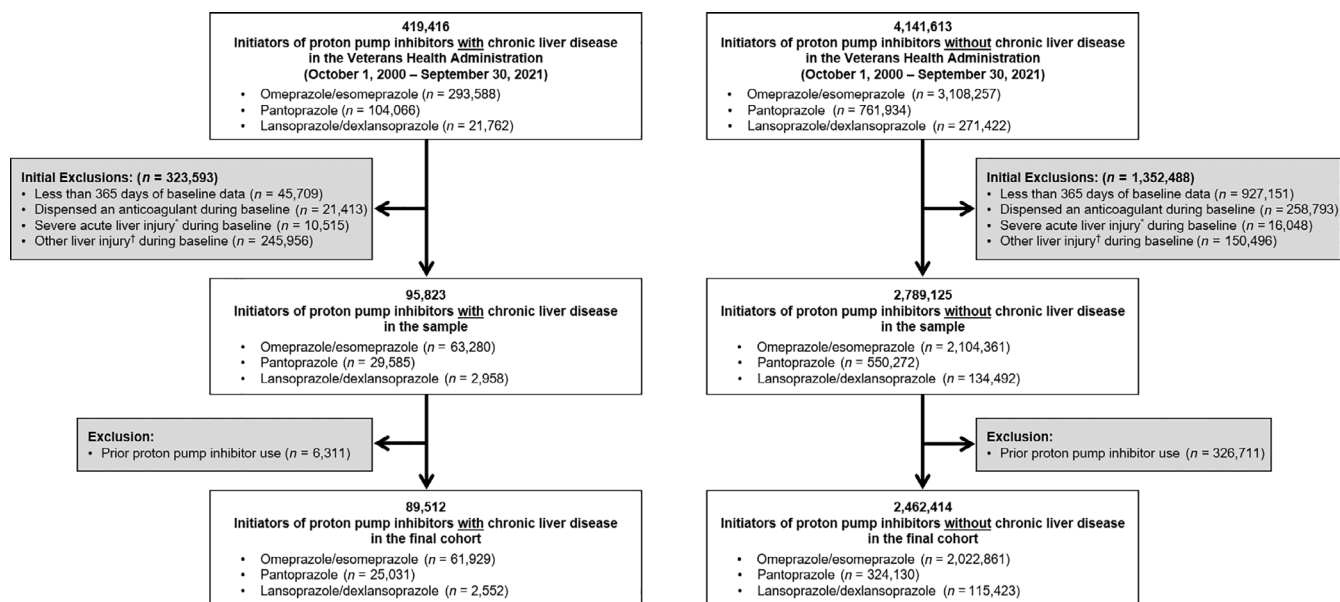 419,416
Initiators of proton pump inhibitors with chronic liver disease
in the Veterans Health Administration
(October 1, 2000 – September 30, 2021)
• Omeprazole/esomeprazole (n = 293,588)
• Pantoprazole (n = 104,066)
• Lansoprazole/dexlansoprazole (n = 21,762)
Initial Exclusions: (n = 323,593)
• Less than 365 days of baseline data (n = 45,709)
• Dispensed an anticoagulant during baseline (n = 21,413)
• Severe acute liver injury* during baseline (n = 10,515)
• Other liver injury† during baseline (n = 245,956)
95,823
Initiators of proton pump inhibitors with chronic liver disease
in the sample
• Omeprazole/esomeprazole (n = 63,280)
• Pantoprazole (n = 29,585)
• Lansoprazole/dexlansoprazole (n = 2,958)
Exclusion:
• Prior proton pump inhibitor use (n = 6,311)
89,512
Initiators of proton pump inhibitors with chronic liver disease
in the final cohort
• Omeprazole/esomeprazole (n = 61,929)
• Pantoprazole (n = 25,031)
• Lansoprazole/dexlansoprazole (n = 2,552)
4,141,613
Initiators of proton pump inhibitors without chronic liver disease
in the Veterans Health Administration
(October 1, 2000 – September 30, 2021)
• Omeprazole/esomeprazole (n = 3,108,257)
• Pantoprazole (n = 761,934)
• Lansoprazole/dexlansoprazole (n = 271,422)
Initial Exclusions: (n = 1,352,488)
• Less than 365 days of baseline data (n = 927,151)
• Dispensed an anticoagulant during baseline (n = 258,793)
• Severe acute liver injury* during baseline (n = 16,048)
• Other liver injury† during baseline (n = 150,496)
2,789,125
Initiators of proton pump inhibitors without chronic liver disease
in the sample
• Omeprazole/esomeprazole (n = 2,104,361)
• Pantoprazole (n = 550,272)
• Lansoprazole/dexlansoprazole (n = 134,492)
Exclusion:
• Prior proton pump inhibitor use (n = 326,711)
2,462,414
Initiators of proton pump inhibitors without chronic liver disease
in the final cohort
• Omeprazole/esomeprazole (n = 2,022,861)
• Pantoprazole (n = 324,130)
• Lansoprazole/dexlansoprazole (n = 115,423)